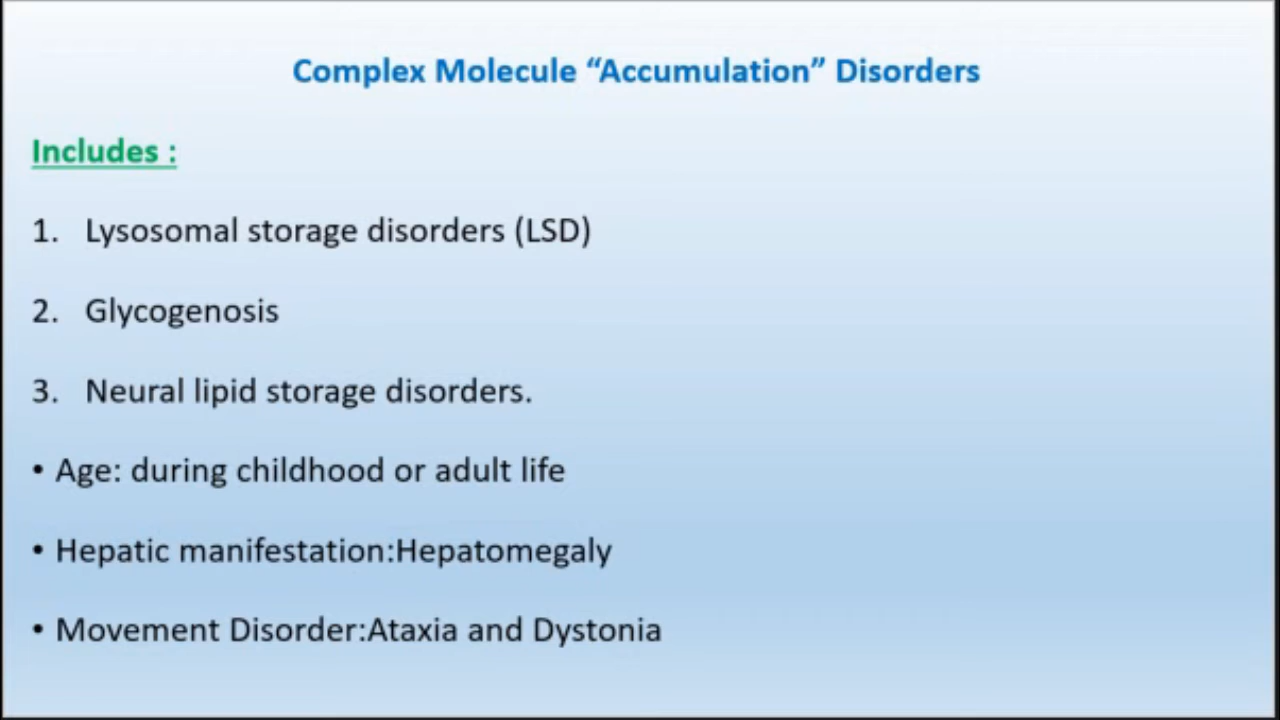 Complex Molecule “Accumulation” Disorders
Includes :
1. Lysosomal storage disorders (LSD)
2. Glycogenosis
3. Neural lipid storage disorders.
• Age: during childhood or adult life
• Hepatic manifestation:Hepatomegaly
• Movement Disorder:Ataxia and Dystonia